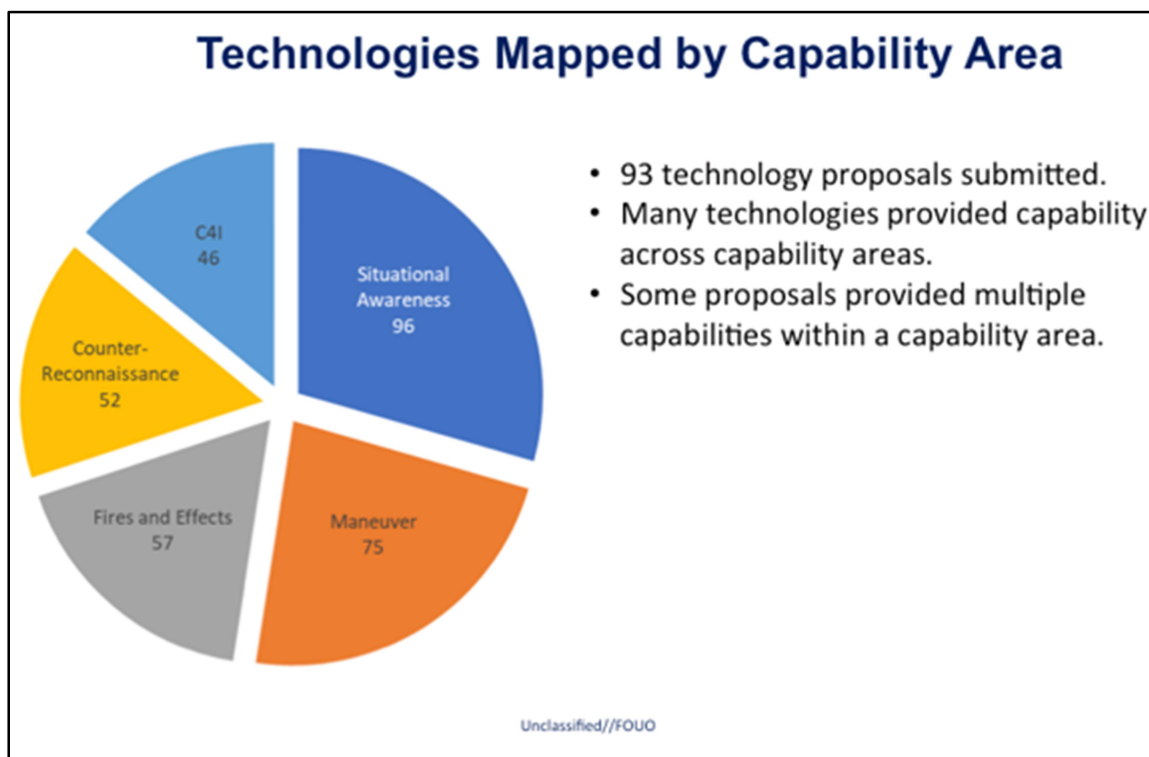 Technologies Mapped by Capability Area
C4I
46
Situational
Awareness
96
Counter-
Reconnaissance
52
Fires and Effects
57
Maneuver
75
• 93 technology proposals submitted.
• Many technologies provided capability
across capability areas.
• Some proposals provided multiple
capabilities within a capability area.
Unclassified//FOUO